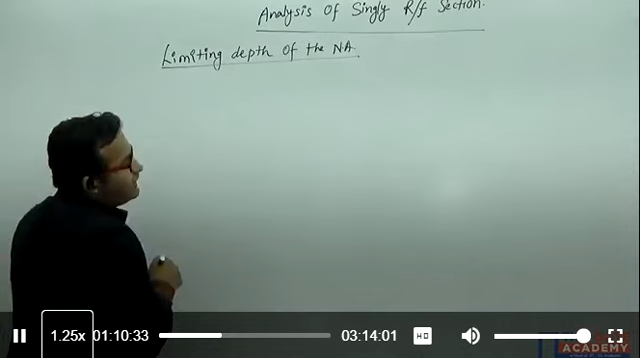 Analysis Of Singly R/f Section.
Limiting depth of the NA.
1.25x 01:10:33 03:14:01 HD
ACADEMY